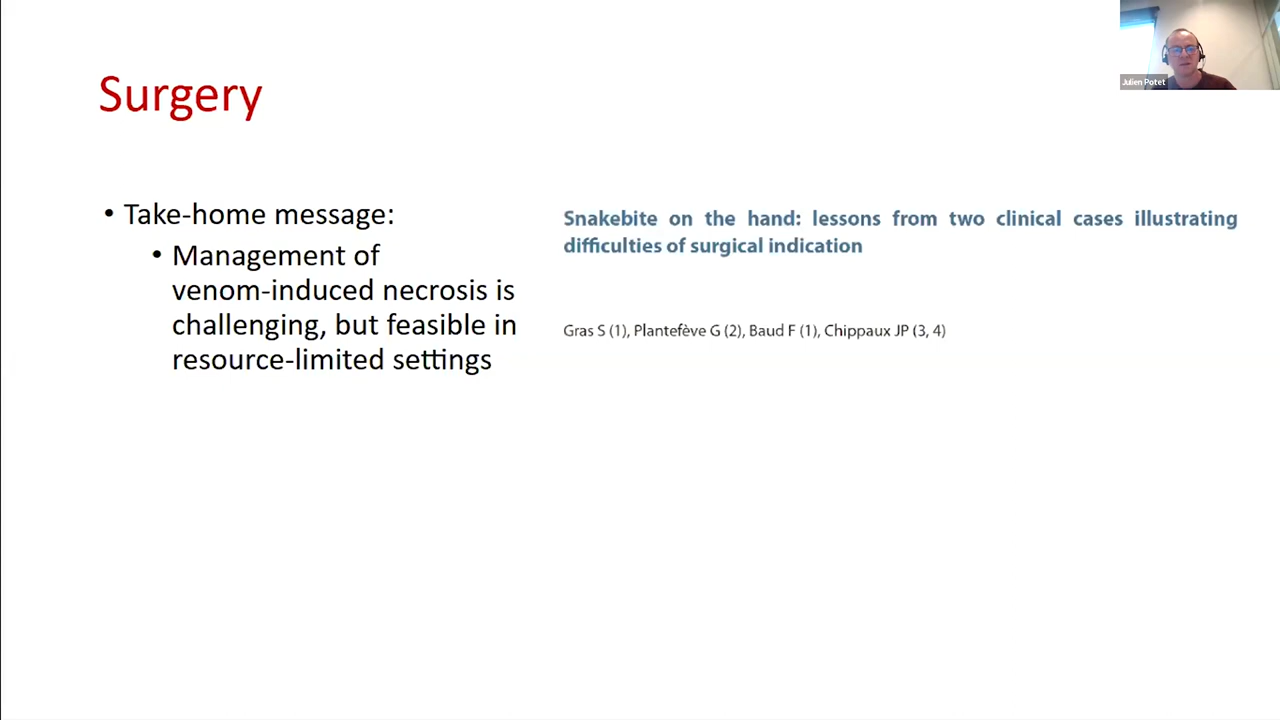 Surgery
Julien Potet
• Take-home message:
• Management of
venom-induced necrosis is
challenging, but feasible in
resource-limited settings
Snakebite on the hand: lessons from two clinical cases illustrating
difficulties of surgical indication
Gras S (1), Plantefève G (2), Baud F (1), Chippaux JP (3, 4)